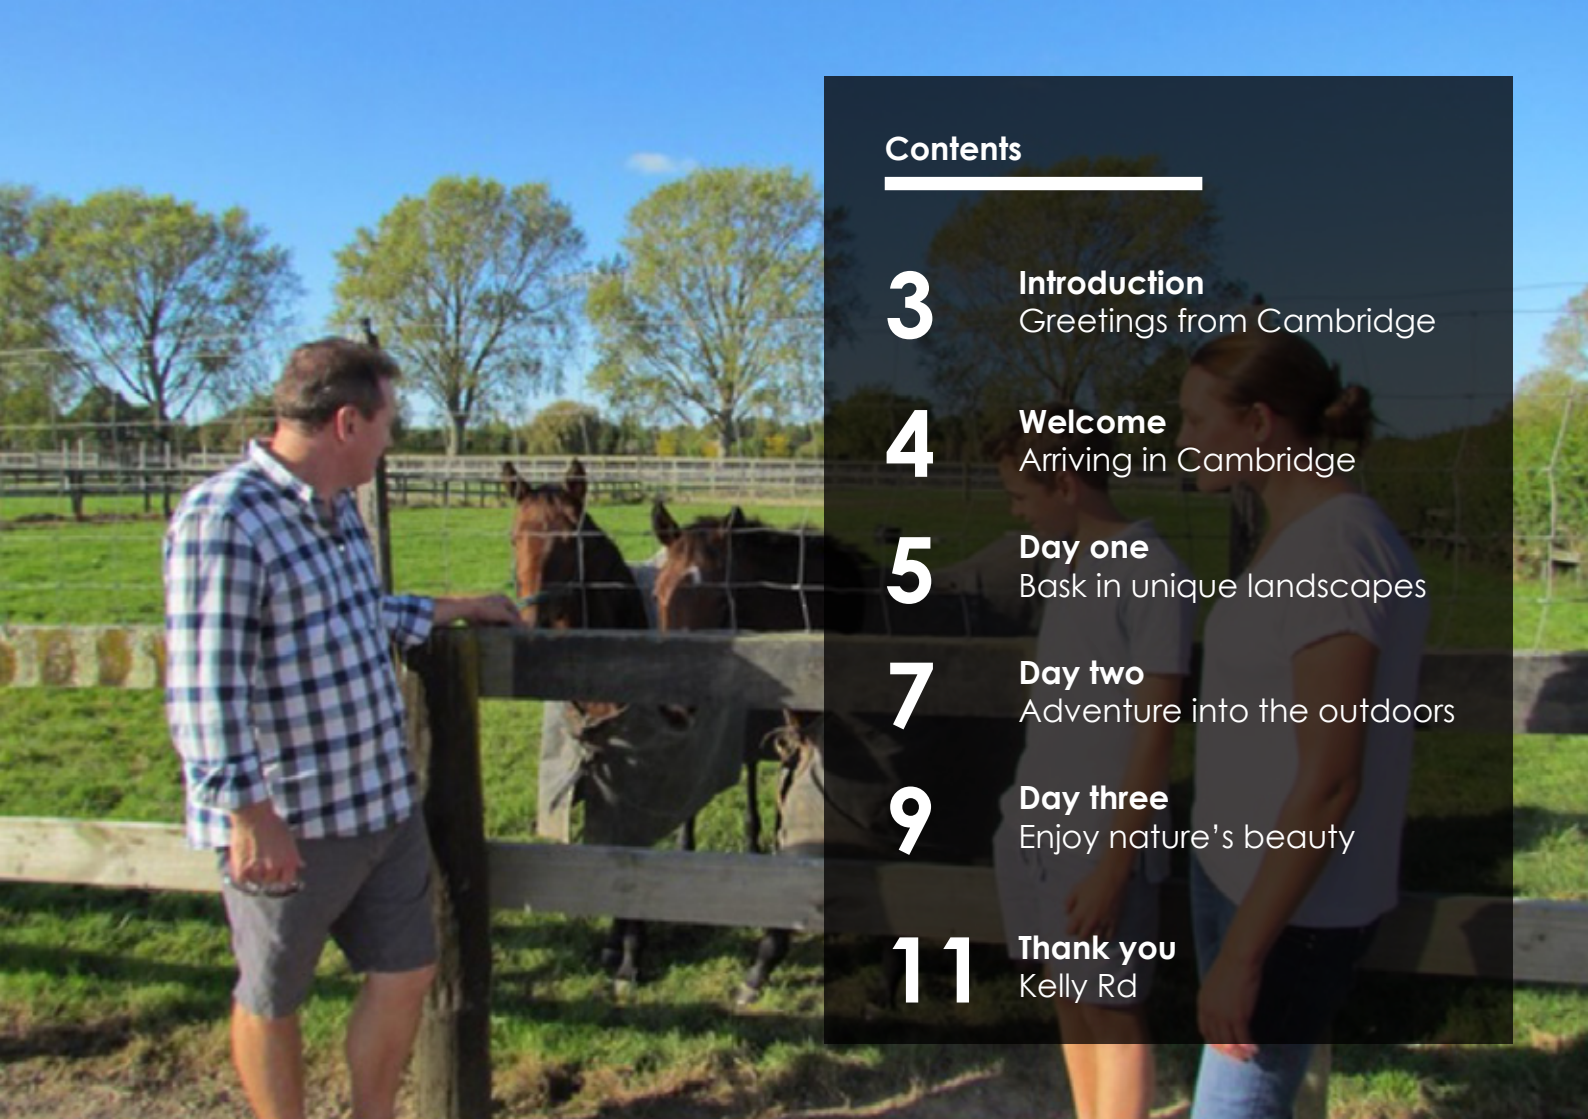 Contents
3
Introduction
Greetings from Cambridge
4
Welcome
Arriving in Cambridge
5
Day one
Bask in unique landscapes
7
Day two
Adventure into the outdoors
9
Day three
Enjoy nature’s beauty
11
Thank you
Kelly Rd